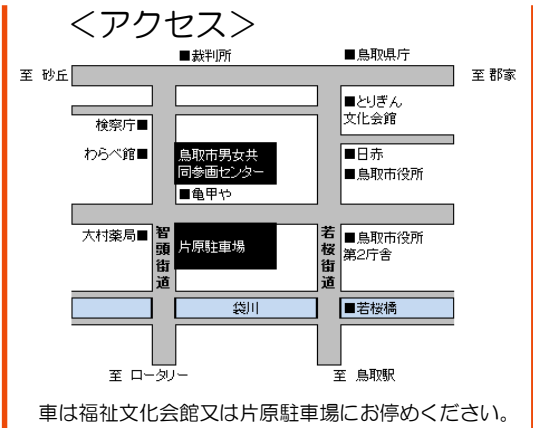 ＜アクセス＞
■裁判所
■鳥取県庁
至 砂丘
至 郡家
■とりぎん
文化会館
検察庁■
わらべ館■
鳥取市男女共
同参画センター
■日赤
■鳥取市役所
■亀甲や
大村薬局■
智頭街道
片原駐車場
若桜街道
■鳥取市役所
第2庁舎
袋川
■若桜橋
至 ロータリー
至 鳥取駅
車は福祉文化会館又は片原駐車場にお停めください。